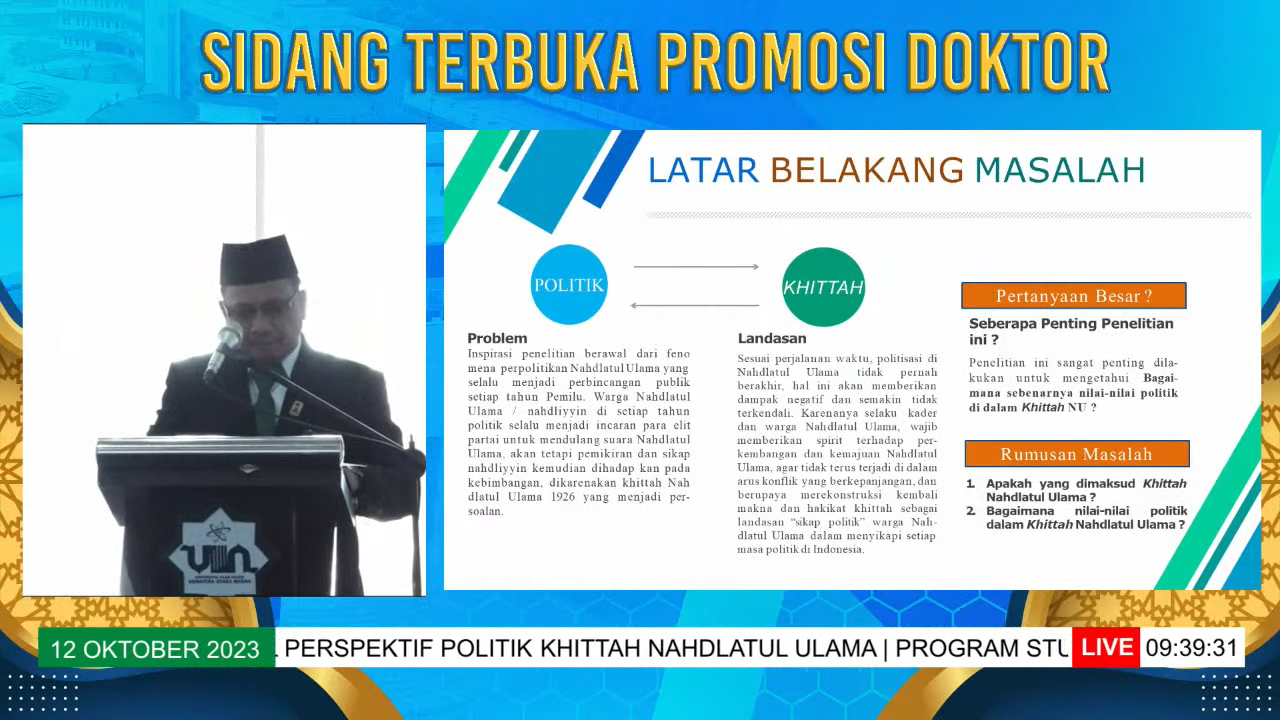 SIDANG TERBUKA PROMOSI DOKTOR
LATAR BELAKANG MASALAH
POLITIK
KHITTAH
Problem
Inspirasi penelitian berawal dari feno
mena perpolitikan Nahdlatul Ulama yang
selalu menjadi perbincangan publik
setiap tahun Pemilu. Warga Nahdlatul
Ulama / nahdliyyin di setiap tahun
politik selalu menjadi incaran para elit
partai untuk mendulang suara Nahdlatul
Ulama, akan tetapi pemikiran dan sikap
nahdliyyin kemudian dihadap kan pada
kebimbangan, dikarenakan khittah Nah
dlatul Ulama 1926 yang menjadi per-
soalan.
Landasan
Sesuai perjalanan waktu, politisasi di
Nahdlatul Ulama tidak pernah
berakhir, hal ini akan memberikan
dampak negatif dan semakin tidak
terkendali. Karenanya selaku kader
dan warga Nahdlatul Ulama, wajib
memberikan spirit terhadap per-
kembangan dan kemajuan Nahdlatul
Ulama, agar tidak terus terjadi di dalam
arus konflik yang berkepanjangan, dan
berupaya merekonstruksi kembali
makna dan hakikat khittah sebagai
landasan “sikap politik” warga Nah-
dlatul Ulama dalam menyikapi setiap
masa politik di Indonesia.
Pertanyaan Besar ?
Seberapa Penting Penelitian
ini ?
Penelitian ini sangat penting dila-
kukan untuk mengetahui Bagai-
mana sebenarnya nilai-nilai politik
di dalam Khittah NU ?
Rumusan Masalah
1. Apakah yang dimaksud Khittah
Nahdlatul Ulama ?
2. Bagaimana nilai-nilai politik
dalam Khittah Nahdlatul Ulama ?
UIN
SUMATERA UTARA MEDAN
12 OKTOBER 2023
PERSPEKTIF POLITIK KHITTAH NAHDLATUL ULAMA | PROGRAM STU
LIVE
09:39:31